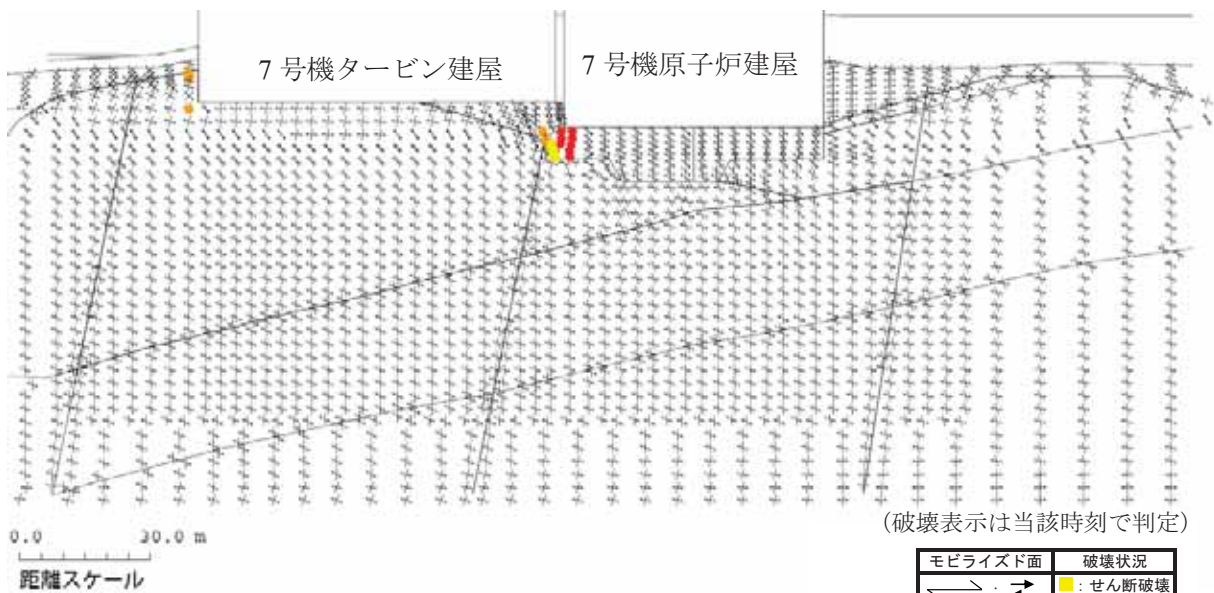 7 号機タービン建屋
7 号機原子炉建屋
(破壊表示は当該時刻で判定)
0.0 20.0 m
距離スケール
モビライズド面 破壊状況
: せん断破壊